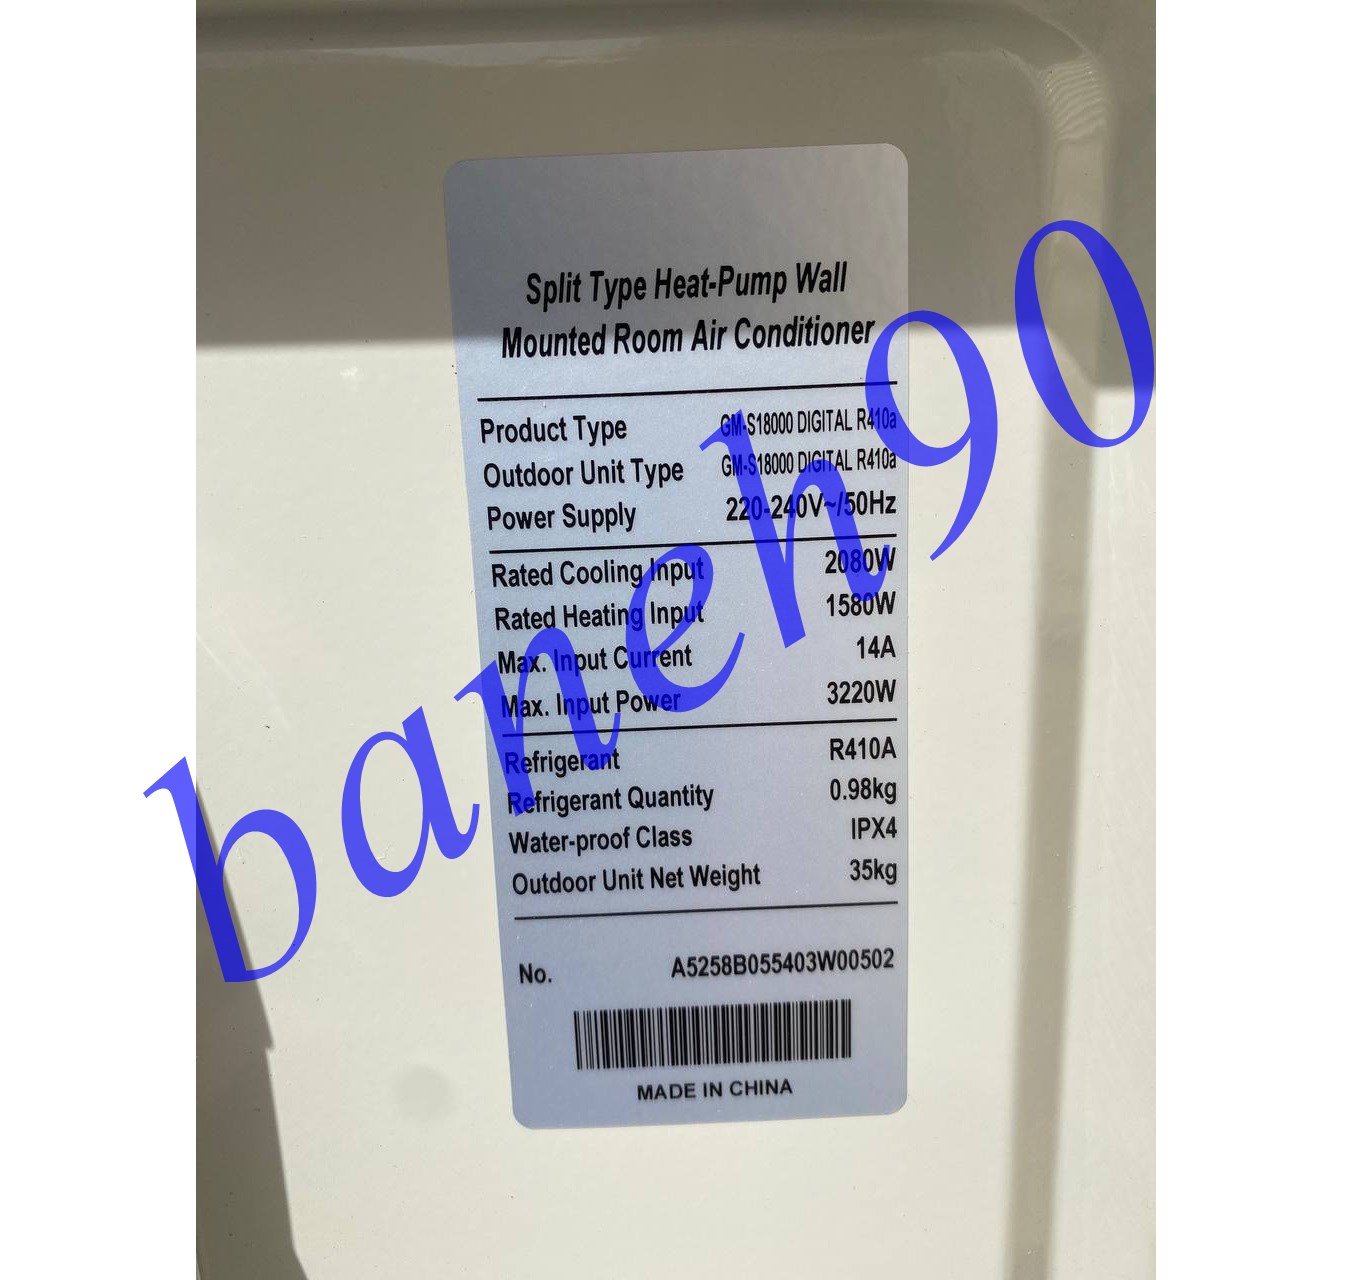 Split Type Heat-Pump Wall
Mounted Room Air Conditioner
Product Type GM-S18000 DIGITAL R410a
Outdoor Unit Type GM-S18000 DIGITAL R410a
Power Supply 220-240V~/50Hz
Rated Cooling Input 2080W
Rated Heating Input 1580W
Max. Input Current 14A
Max. Input Power 3220W
Refrigerant R410A
Refrigerant Quantity 0.98kg
Water-proof Class IPX4
Outdoor Unit Net Weight 35kg
No. A5258B055403W00502
MADE IN CHINA
baneh90